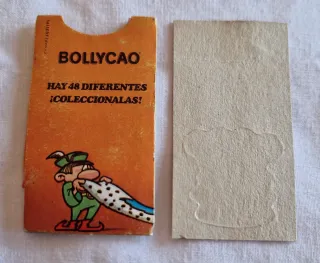 BOLLYCAO
HAY 48 DIFERENTES
¡COLECCIONALAS!